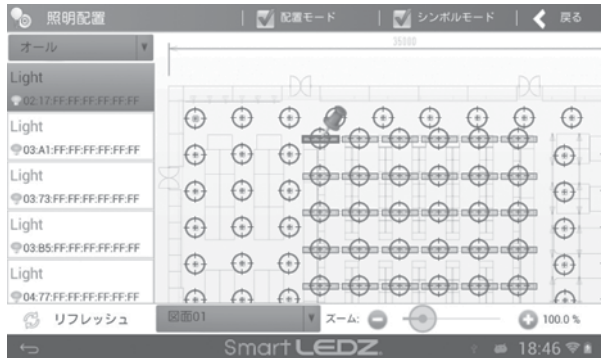 照明配置
配置モード
シンボルモード
戻る
オール
35800
Light
02:17:FF:FF:FF:FF:FF:FF
Light
03:A1:FF:FF:FF:FF:FF:FF
Light
03:73:FF:FF:FF:FF:FF:FF
Light
03:B5:FF:FF:FF:FF:FF:FF
Light
04:77:FF:FF:FF:FF:FF:FF
リフレッシュ
図面01
ズーム:
100.0 %
Smart LEDZ
18:46